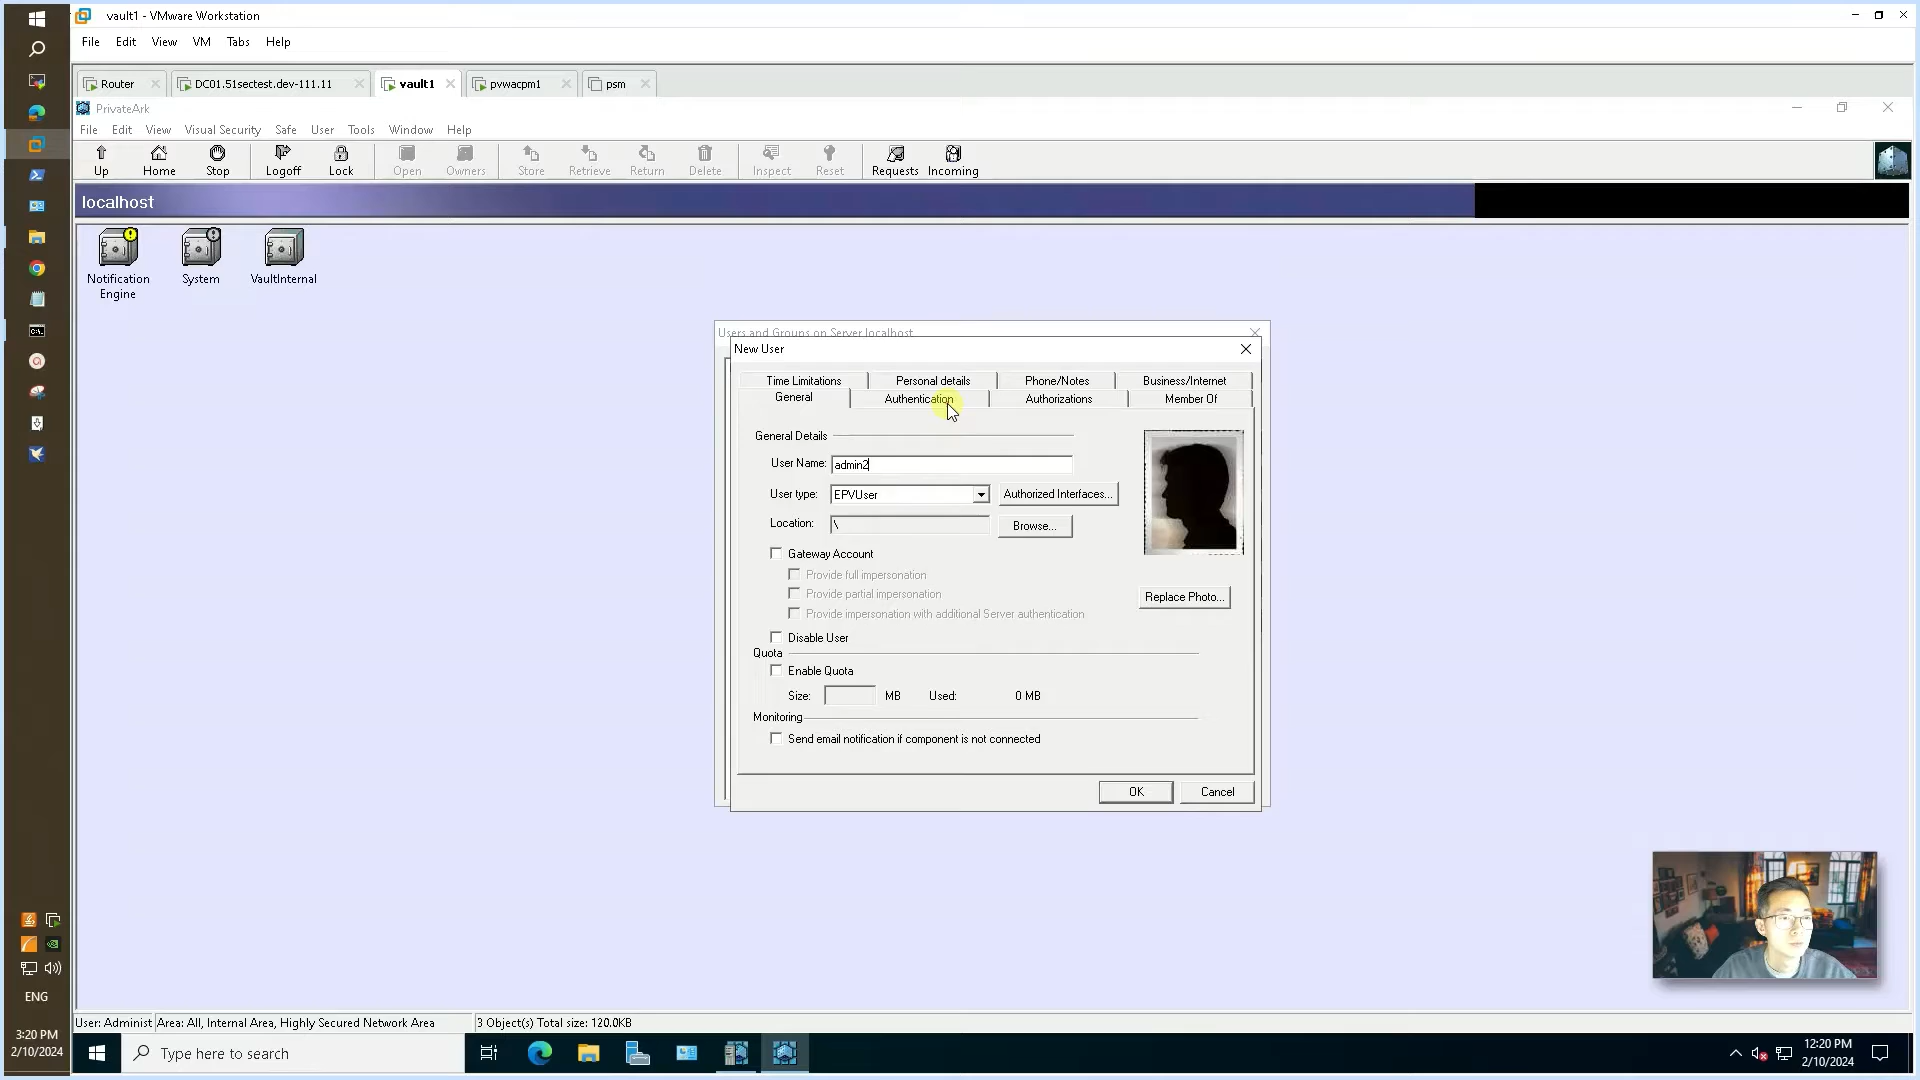 vault1 - VMware Workstation
File Edit View VM Tabs Help
Router DC01.51sectest.dev-111.11 vault1 pvwacpm1 psm
PrivateArk
File Edit View Visual Security Safe User Tools Window Help
Up Home Stop Logoff Lock Open Owners Store Retrieve Return Delete Inspect Reset Requests Incoming
localhost
Notification
Engine
System
VaultInternal
Users and Groups on Server localhost
New User
Time Limitations Personal details Phone/Notes Business/Internet
General Authentication Authorizations Member Of
General Details
User Name: admin2
User type: EPVUser Authorized Interfaces...
Location: \ Browse...
Gateway Account
Provide full impersonation
Provide partial impersonation
Provide impersonation with additional Server authentication
Replace Photo...
Disable User
Quota
Enable Quota
Size: MB Used: 0 MB
Monitoring
Send email notification if component is not connected
OK Cancel
User: Administ Area: All, Internal Area, Highly Secured Network Area 3 Object(s) Total size: 120.0KB
Type here to search
12:20 PM
2/10/2024
ENG
3:20 PM
2/10/2024